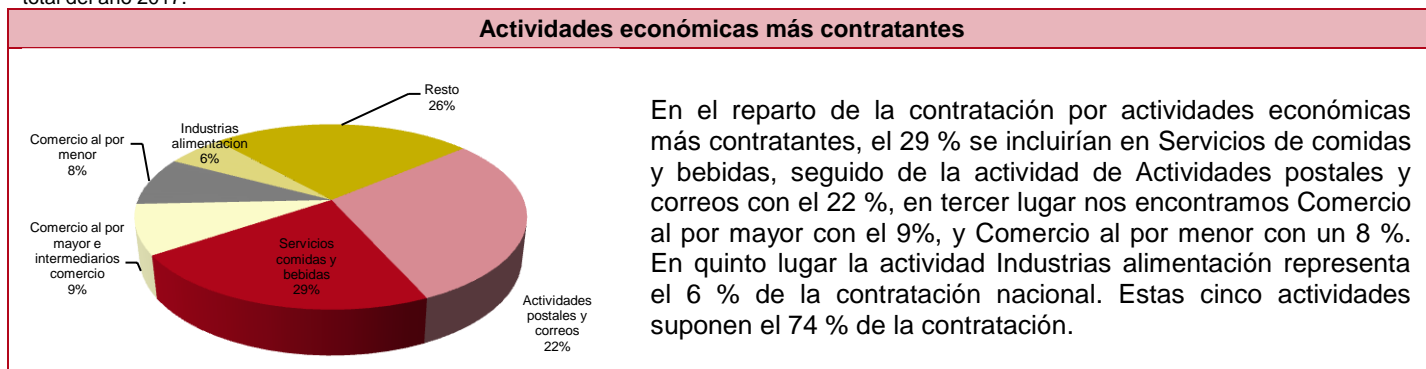 total del año 2017.
Actividades económicas más contratantes
Resto
26%
Industrias
alimentacion
6%
Comercio al por
menor
8%
Comercio al por
mayor e
intermediarios
comercio
9%
Servicios
comidas y
bebidas
29%
Actividades
postales y
correos
22%
En el reparto de la contratación por actividades económicas
más contratantes, el 29 % se incluirían en Servicios de comidas
y bebidas, seguido de la actividad de Actividades postales y
correos con el 22 %, en tercer lugar nos encontramos Comercio
al por mayor con el 9%, y Comercio al por menor con un 8 %.
En quinto lugar la actividad Industrias alimentación representa
el 6 % de la contratación nacional. Estas cinco actividades
suponen el 74 % de la contratación.